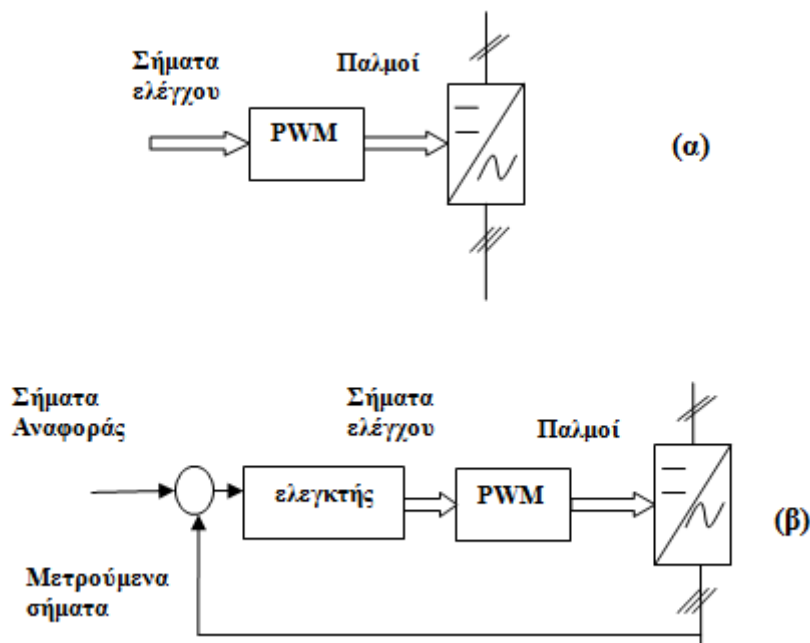 Σήματα
ελέγχου
Παλμοί
PWM
(α)
Σήματα
Αναφοράς
Σήματα
ελέγχου
Παλμοί
ελεγκτής
PWM
(β)
Μετρούμενα
σήματα